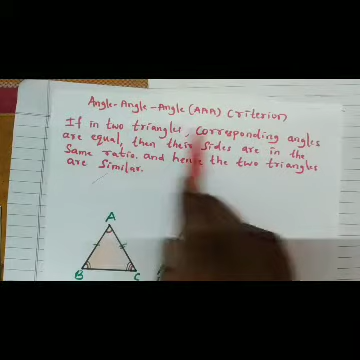 Angle-Angle-Angle (AAA) Criterion
If in two triangles, corresponding angles
are equal, then their sides are in the
same ratio and hence the two triangles
are similar.
A
B C